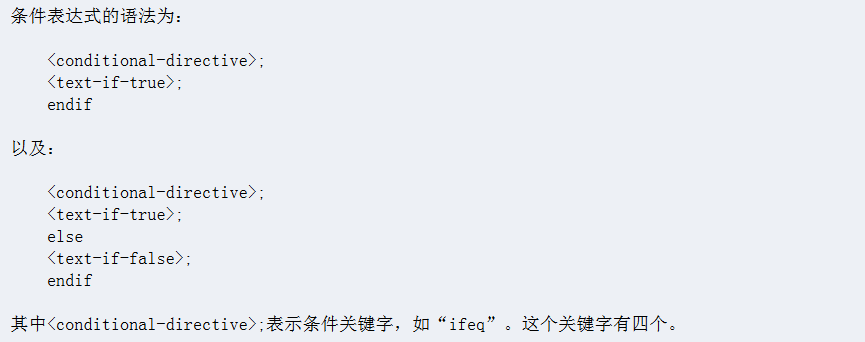 条件表达式的语法为:
<conditional-directive>;
<text-if-true>;
endif
以及:
<conditional-directive>;
<text-if-true>;
else
<text-if-false>;
endif
其中<conditional-directive>;表示条件关键字，如“ifeq”。这个关键字有四个。